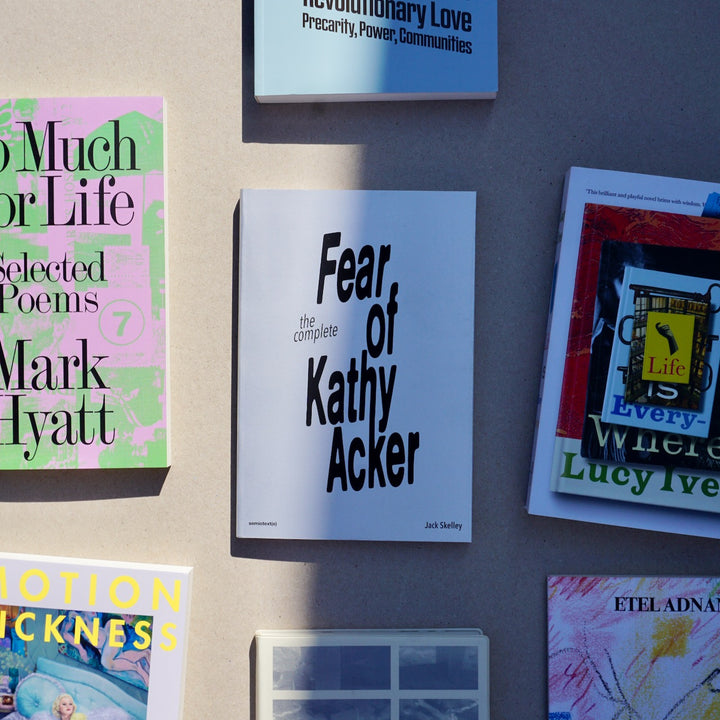 Revolutionary Love
Precarity, Power, Communities
o Much
or Life
Selected
Poems
7
Mark
Hyatt
Fear
of
the
complete
Kathy
Acker
semiotext(e)
Jack Skelley
"This brilliant and playful novel brims with wisdom.
Life
is
Every-
Where
Lucy Ive
MOTION
ICKNESS
ETEL ADNAN